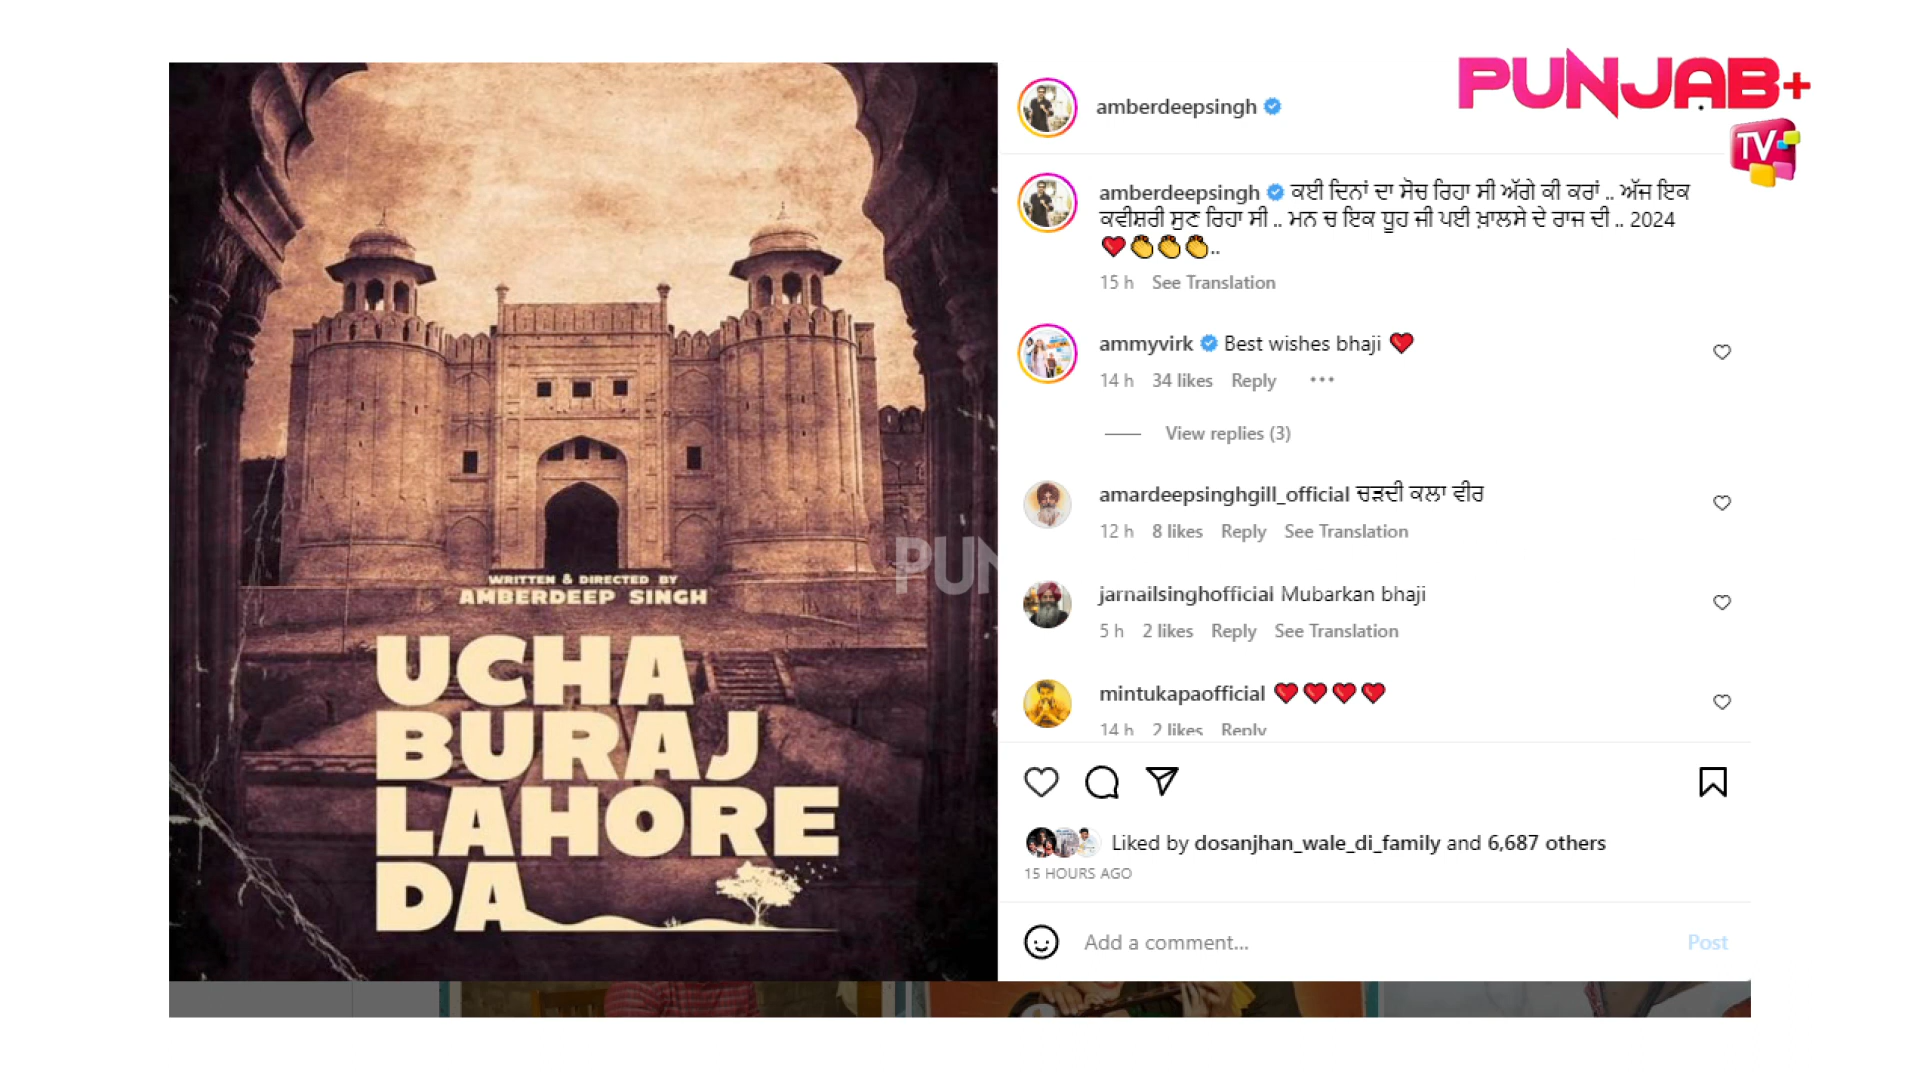 PUNJAB+
TV
WRITTEN & DIRECTED BY
AMBERDEEP SINGH
UCHA
BURAJ
LAHORE
DA
PUN
amberdeepsingh
amberdeepsingh ਕਈ ਦਿਨਾਂ ਦਾ ਸੋਚ ਰਿਹਾ ਸੀ ਅੱਗੇ ਕੀ ਕਰਾਂ .. ਅੱਜ ਇਕ
ਕਵੀਸ਼ਰੀ ਸੁਣ ਰਿਹਾ ਸੀ .. ਮਨ ਚ ਇਕ ਧੂਹ ਜੀ ਪਈ ਖ਼ਾਲਸੇ ਦੇ ਰਾਜ ਦੀ .. 2024
❤️👏👏👏..
15 h See Translation
ammyvirk Best wishes bhaji ❤️
14 h 34 likes Reply •••
View replies (3)
amardeepsinghgill_official ਚੜਦੀ ਕਲਾ ਵੀਰ
12 h 8 likes Reply See Translation
jarnailsinghofficial Mubarkan bhaji
5 h 2 likes Reply See Translation
mintukapaofficial ❤️❤️❤️❤️
14 h 2 likes Reply
Liked by dosanjhan_wale_di_family and 6,687 others
15 HOURS AGO
Add a comment... Post